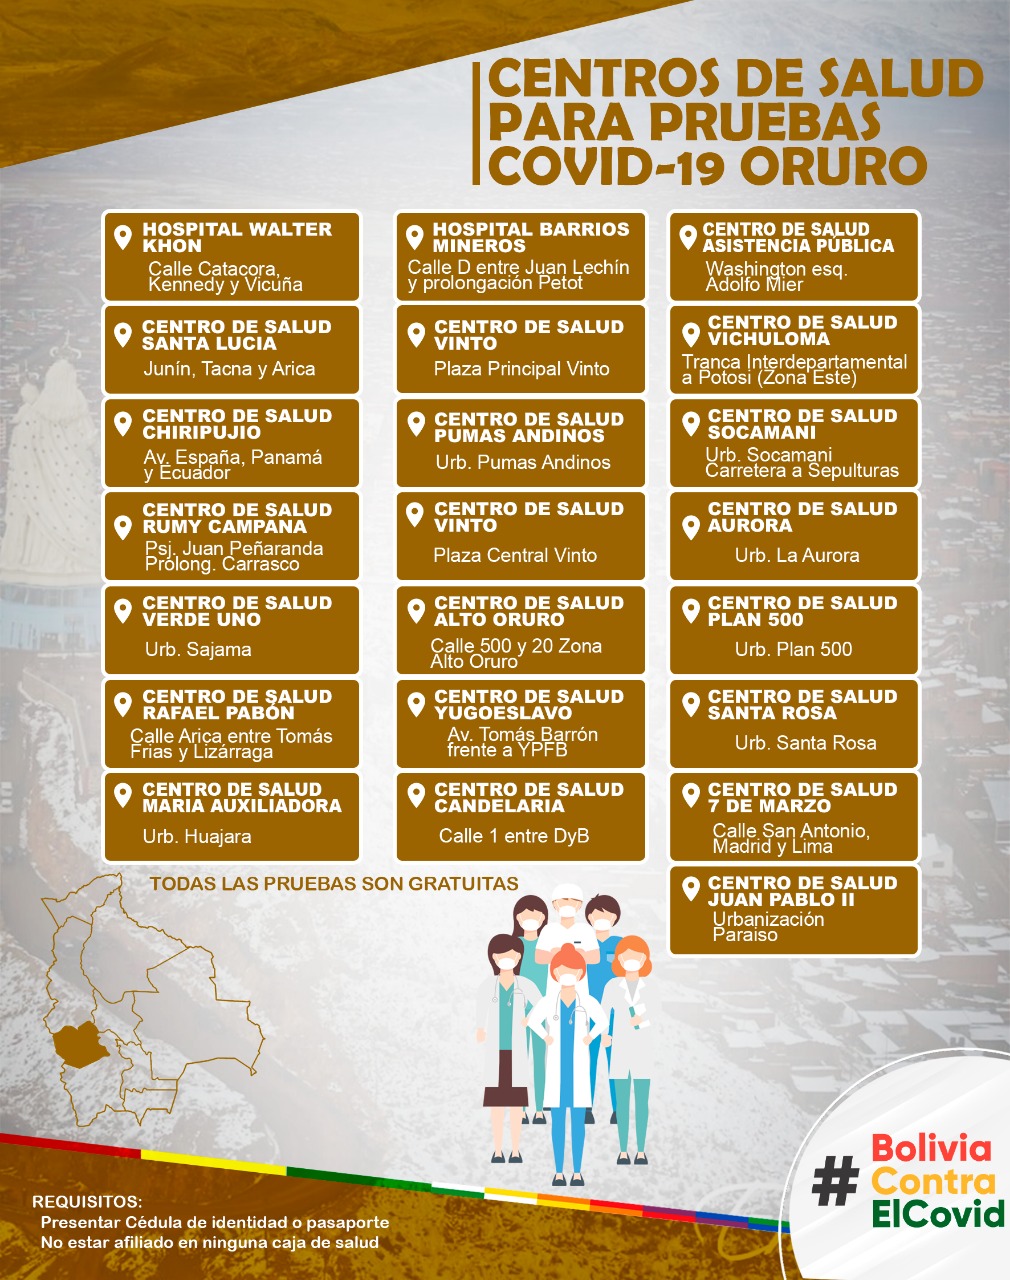 CENTROS DE SALUD
PARA PRUEBAS
COVID-19 ORURO
HOSPITAL WALTER
KHON
Calle Catacora,
Kennedy y Vicuña
CENTRO DE SALUD
SANTA LUCIA
Junín, Tacna y Arica
CENTRO DE SALUD
CHIRIPUJIO
Av. España, Panamá
y Ecuador
CENTRO DE SALUD
RUMY CAMPANA
Psj. Juan Peñaranda
Prolong. Carrasco
CENTRO DE SALUD
VERDE UNO
Urb. Sajama
CENTRO DE SALUD
RAFAEL PABÓN
Calle Arica entre Tomás
Frias y Lizárraga
CENTRO DE SALUD
MARIA AUXILIADORA
Urb. Huajara
HOSPITAL BARRIOS
MINEROS
Calle D entre Juan Lechín
y prolongación Petot
CENTRO DE SALUD
VINTO
Plaza Principal Vinto
CENTRO DE SALUD
PUMAS ANDINOS
Urb. Pumas Andinos
CENTRO DE SALUD
VINTO
Plaza Central Vinto
CENTRO DE SALUD
ALTO ORURO
Calle 500 y 20 Zona
Alto Oruro
CENTRO DE SALUD
YUGOESLAVO
Av. Tomás Barrón
frente a YPFB
CENTRO DE SALUD
CANDELARIA
Calle 1 entre DyB
CENTRO DE SALUD
ASISTENCIA PÚBLICA
Washington esq.
Adolfo Mier
CENTRO DE SALUD
VICHULOMA
Tranca Interdepartamental
a Potosi (Zona Este)
CENTRO DE SALUD
SOCAMANI
Urb. Socamani
Carretera a Sepulturas
CENTRO DE SALUD
AURORA
Urb. La Aurora
CENTRO DE SALUD
PLAN 500
Urb. Plan 500
CENTRO DE SALUD
SANTA ROSA
Urb. Santa Rosa
CENTRO DE SALUD
7 DE MARZO
Calle San Antonio,
Madrid y Lima
CENTRO DE SALUD
JUAN PABLO II
Urbanización
Paraiso
TODAS LAS PRUEBAS SON GRATUITAS
REQUISITOS:
Presentar Cédula de identidad o pasaporte
No estar afiliado en ninguna caja de salud
#
Bolivia
Contra
ElCovid